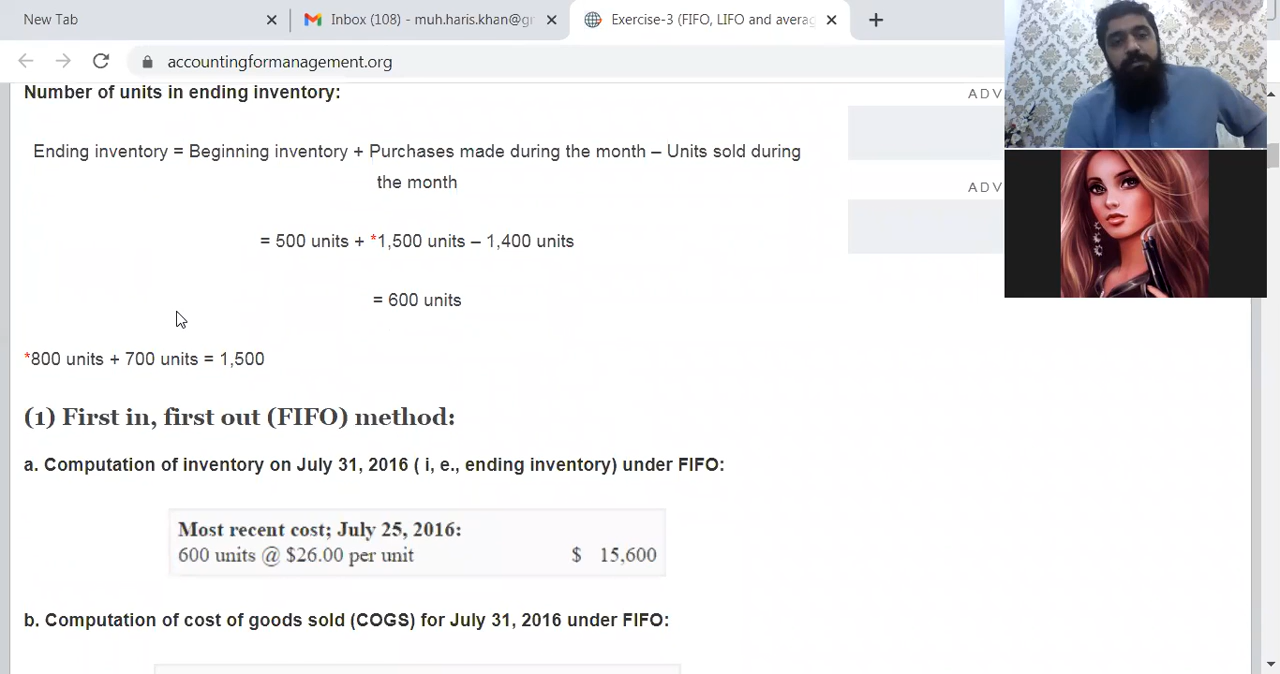 New Tab
Inbox (108) - muh.haris.khan@gr
Exercise-3 (FIFO, LIFO and averag
accountingformanagement.org
Number of units in ending inventory:
ADV
Ending inventory = Beginning inventory + Purchases made during the month – Units sold during
the month
ADV
= 500 units + *1,500 units – 1,400 units
= 600 units
*800 units + 700 units = 1,500
(1) First in, first out (FIFO) method:
a. Computation of inventory on July 31, 2016 ( i, e., ending inventory) under FIFO:
Most recent cost; July 25, 2016:
600 units @ $26.00 per unit $ 15,600
b. Computation of cost of goods sold (COGS) for July 31, 2016 under FIFO: